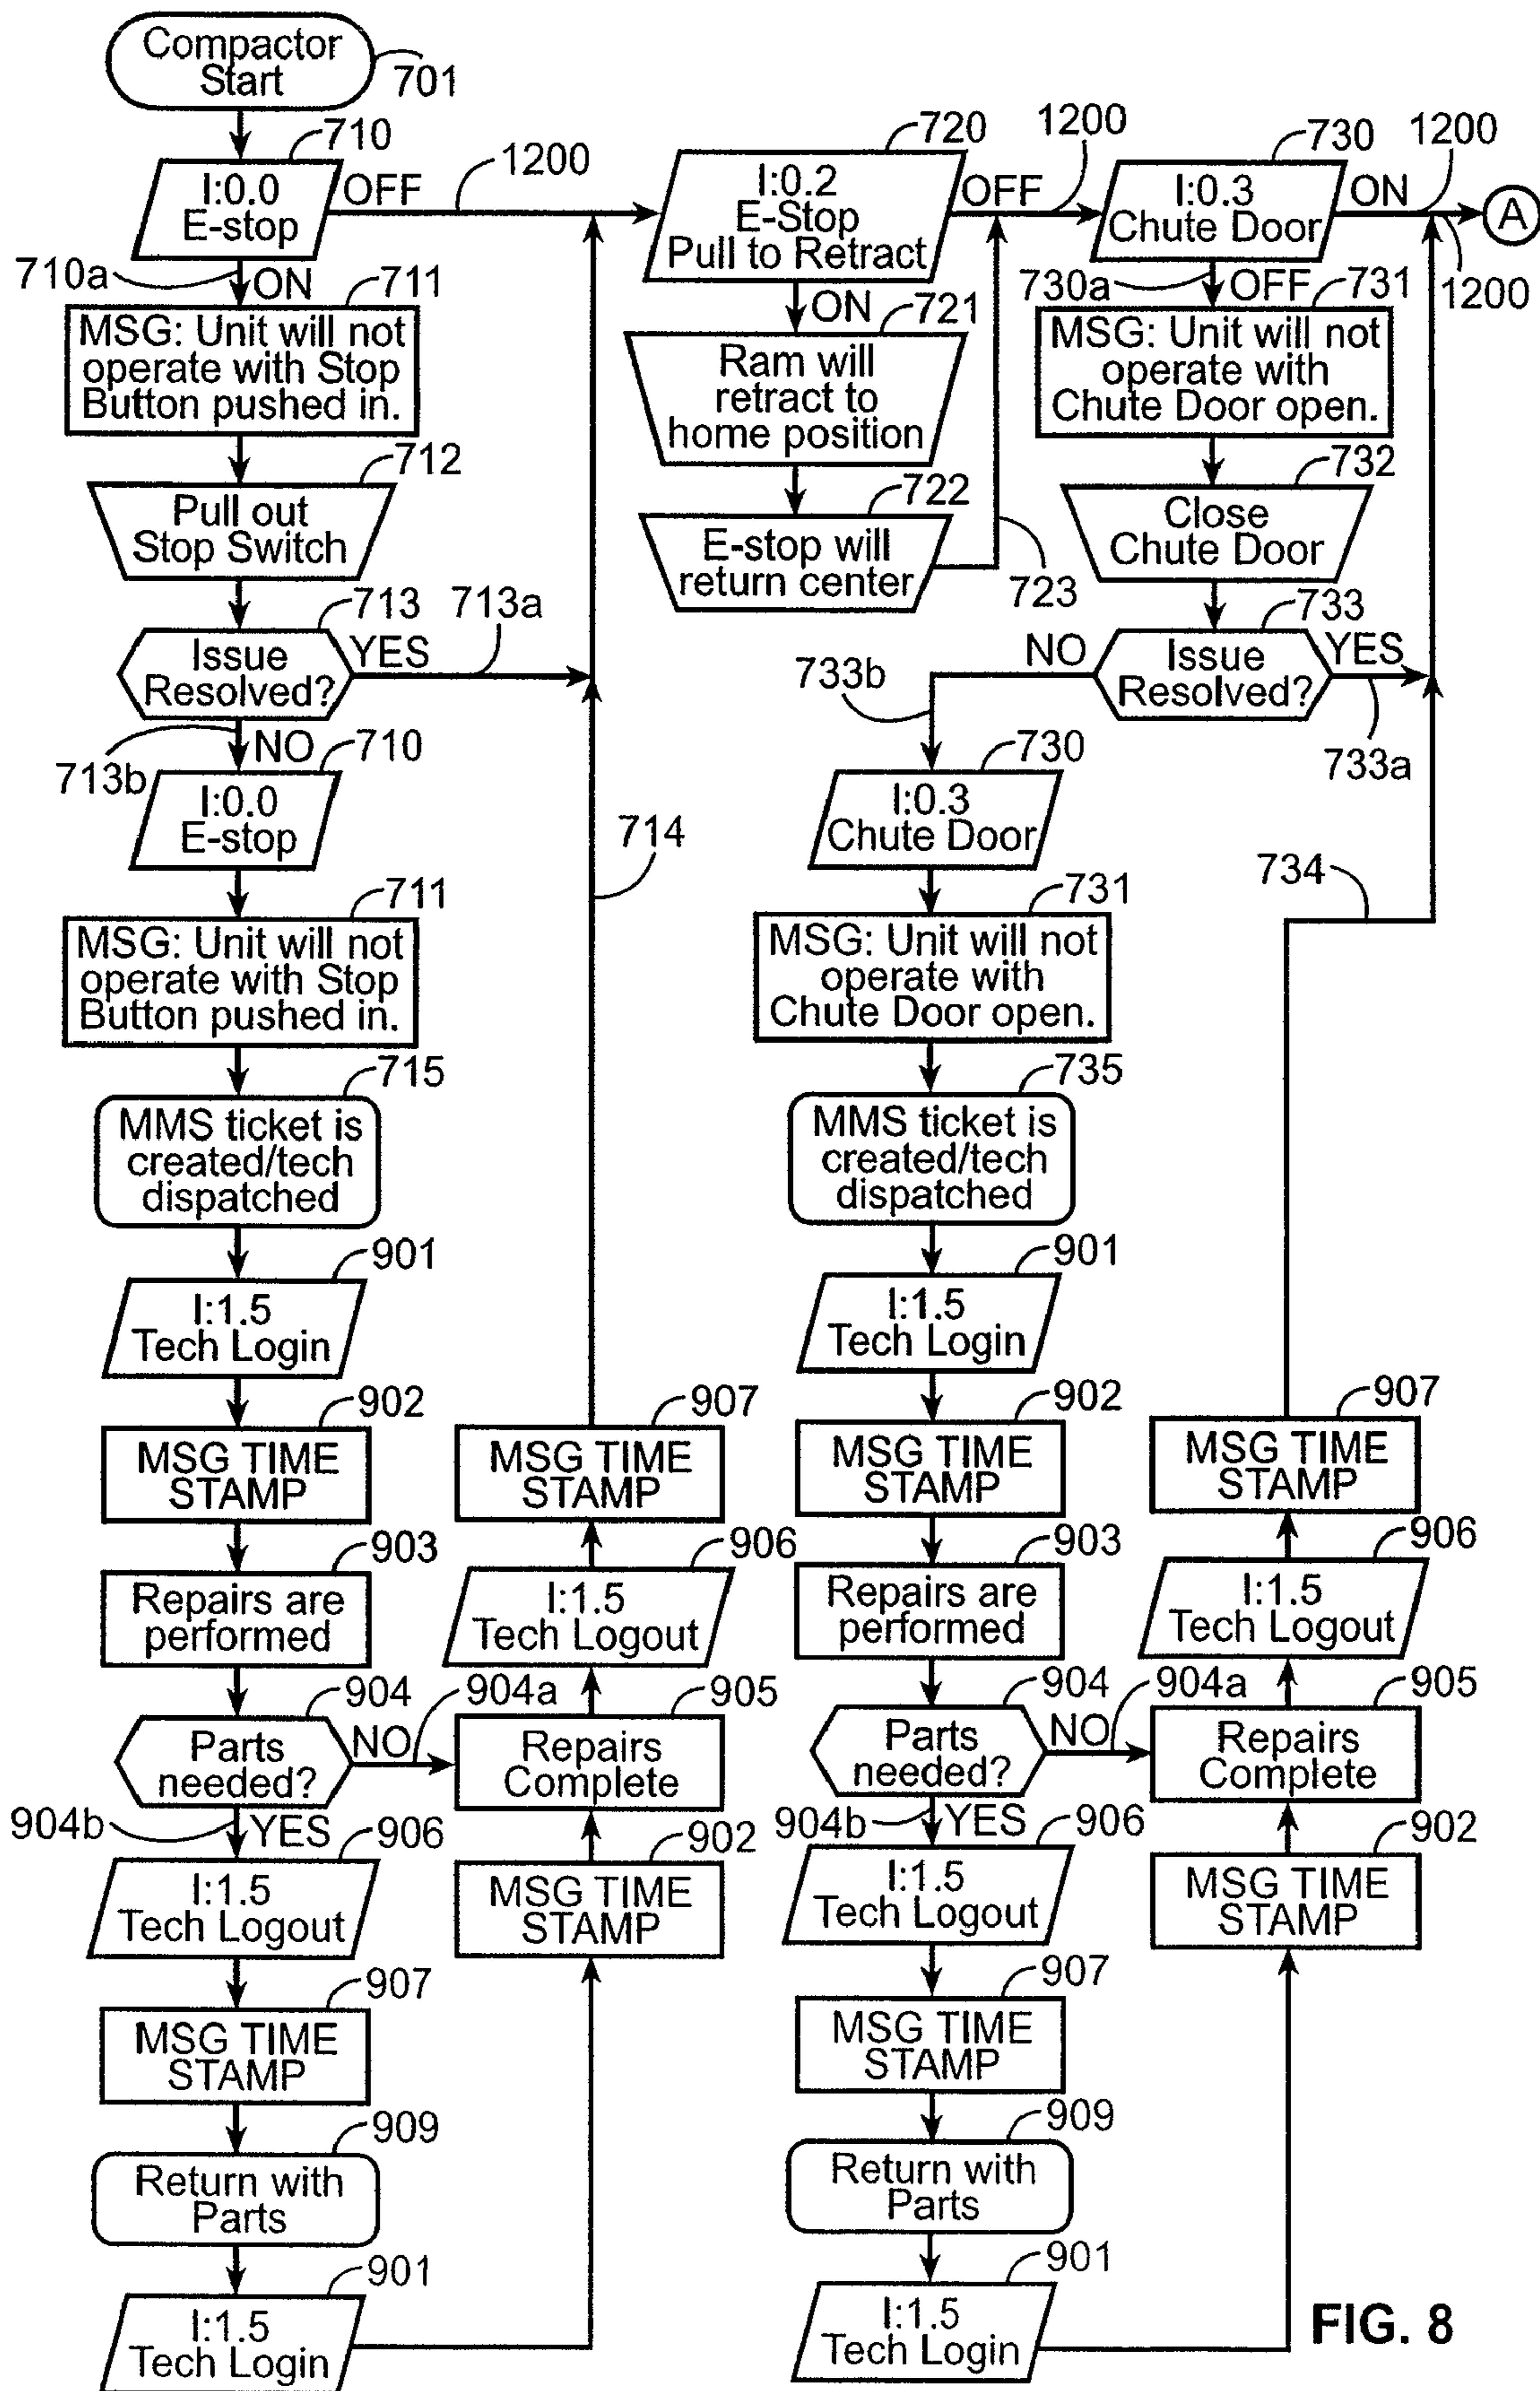 Compactor
Start
701
710
I:0.0
E-stop
OFF
1200
710a
ON
711
MSG: Unit will not
operate with Stop
Button pushed in.
712
Pull out
Stop Switch
713
Issue
Resolved?
YES
713a
713b
NO
710
I:0.0
E-stop
711
MSG: Unit will not
operate with Stop
Button pushed in.
715
MMS ticket is
created/tech
dispatched
901
I:1.5
Tech Login
902
MSG TIME
STAMP
903
Repairs are
performed
904
Parts
needed?
NO
904a
904b
YES
906
I:1.5
Tech Logout
907
MSG TIME
STAMP
909
Return with
Parts
901
I:1.5
Tech Login
902
MSG TIME
STAMP
905
Repairs
Complete
906
I:1.5
Tech Logout
907
MSG TIME
STAMP
714
720
I:0.2
E-Stop
Pull to Retract
OFF
1200
ON
721
Ram will
retract to
home position
722
E-stop will
return center
723
730
I:0.3
Chute Door
ON
1200
A
1200
730a
OFF
731
MSG: Unit will not
operate with
Chute Door open.
732
Close
Chute Door
733
Issue
Resolved?
YES
733a
NO
733b
730
I:0.3
Chute Door
731
MSG: Unit will not
operate with
Chute Door open.
735
MMS ticket is
created/tech
dispatched
901
I:1.5
Tech Login
902
MSG TIME
STAMP
903
Repairs are
performed
904
Parts
needed?
NO
904a
904b
YES
906
I:1.5
Tech Logout
907
MSG TIME
STAMP
909
Return with
Parts
901
I:1.5
Tech Login
902
MSG TIME
STAMP
905
Repairs
Complete
906
I:1.5
Tech Logout
907
MSG TIME
STAMP
734
FIG. 8